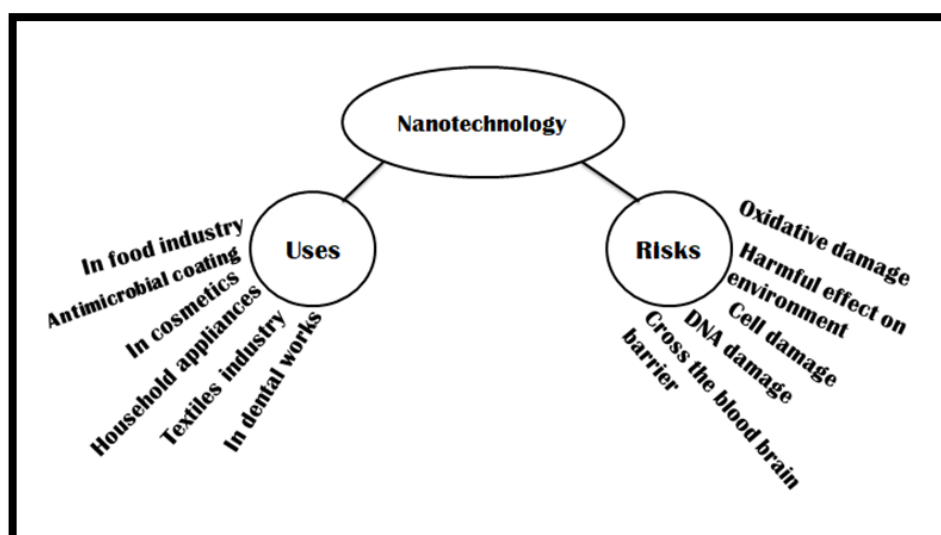 Nanotechnology
Uses
In food industry
Antimicrobial coating
In cosmetics
Household appliances
Textiles industry
In dental works
Risks
Oxidative damage
Harmful effect on
environment
Cell damage
DNA damage
Cross the blood brain
barrier